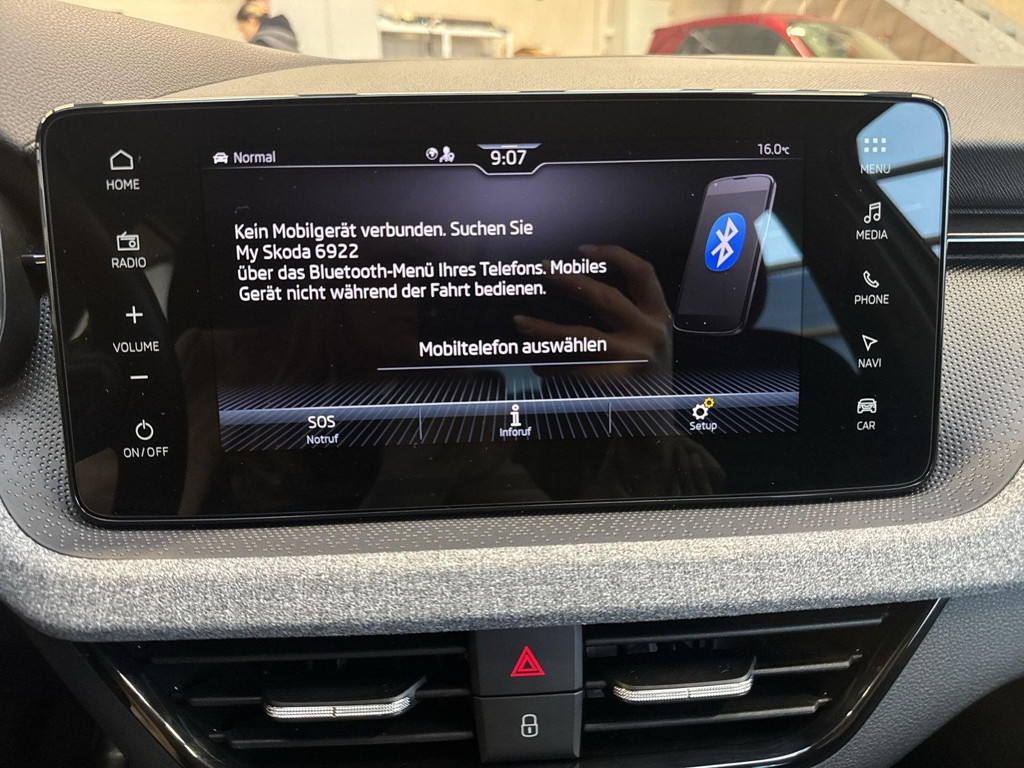 HOME
RADIO
VOLUME
ON/OFF
Normal
9:07
16.0°C
Kein Mobilgerät verbunden. Suchen Sie
My Skoda 6922
über das Bluetooth-Menü Ihres Telefons. Mobiles
Gerät nicht während der Fahrt bedienen.
Mobiltelefon auswählen
SOS
Notruf
Inforuf
Setup
MENU
MEDIA
PHONE
NAVI
CAR